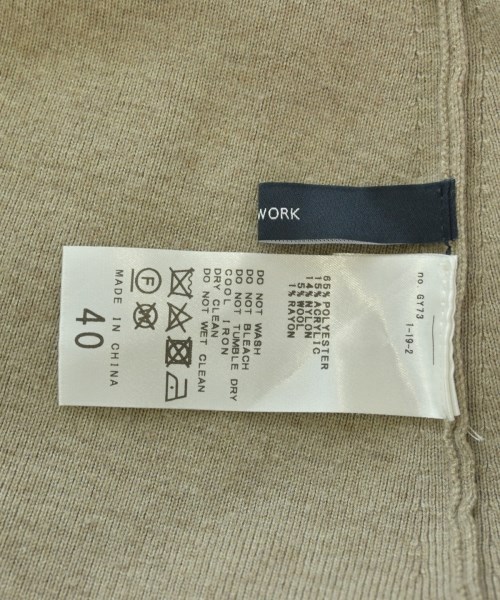 WORK
no. GY73
1-19-2
65% POLYESTER
15% ACRYLIC
14% NYLON
5% WOOL
1% RAYON
DO NOT WASH
DO NOT BLEACH
DO NOT TUMBLE DRY
COOL IRON
DRY CLEAN
DO NOT WET CLEAN
MADE IN CHINA
40